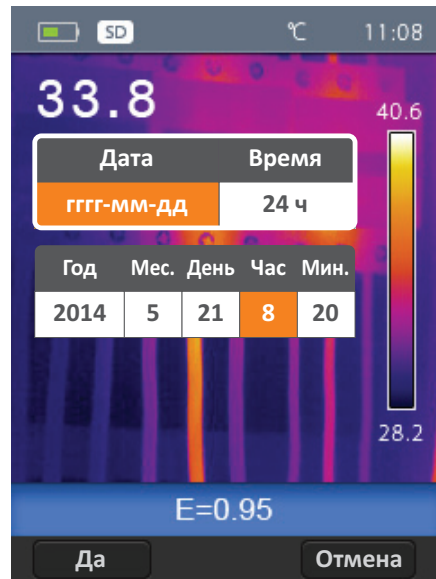 SD ℃ 11:08
33.8
40.6
Дата Время
гггг-мм-дд 24 ч
Год Мес. День Час Мин.
2014 5 21 8 20
28.2
E=0.95
Да Отмена